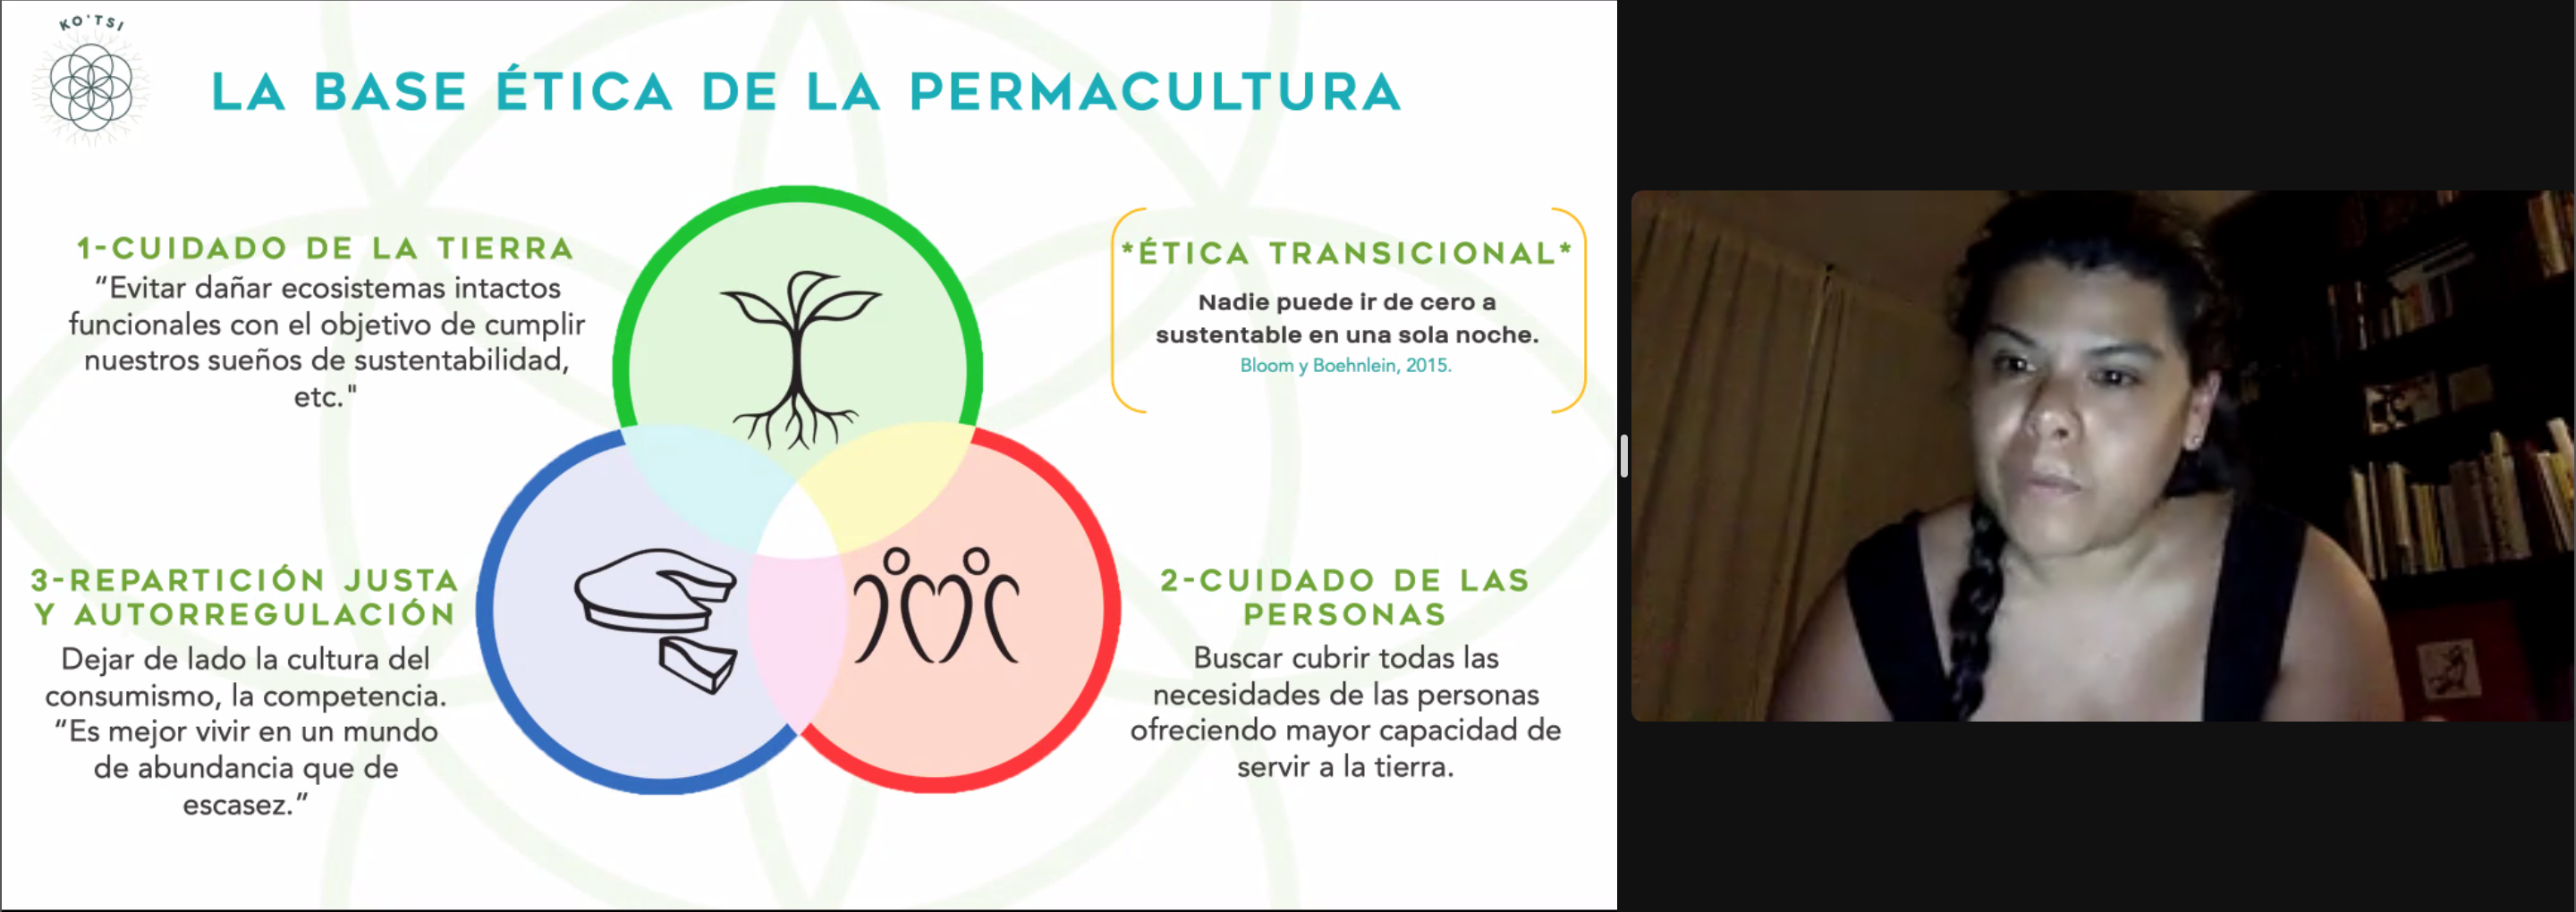 KO'TSI
LA BASE ÉTICA DE LA PERMACULTURA
1-CUIDADO DE LA TIERRA
“Evitar dañar ecosistemas intactos
funcionales con el objetivo de cumplir
nuestros sueños de sustentabilidad,
etc."
*ÉTICA TRANSICIONAL*
Nadie puede ir de cero a
sustentable en una sola noche.
Bloom y Boehnlein, 2015.
3-REPARTICIÓN JUSTA
Y AUTORREGULACIÓN
Dejar de lado la cultura del
consumismo, la competencia.
“Es mejor vivir en un mundo
de abundancia que de
escasez.”
2-CUIDADO DE LAS
PERSONAS
Buscar cubrir todas las
necesidades de las personas
ofreciendo mayor capacidad de
servir a la tierra.